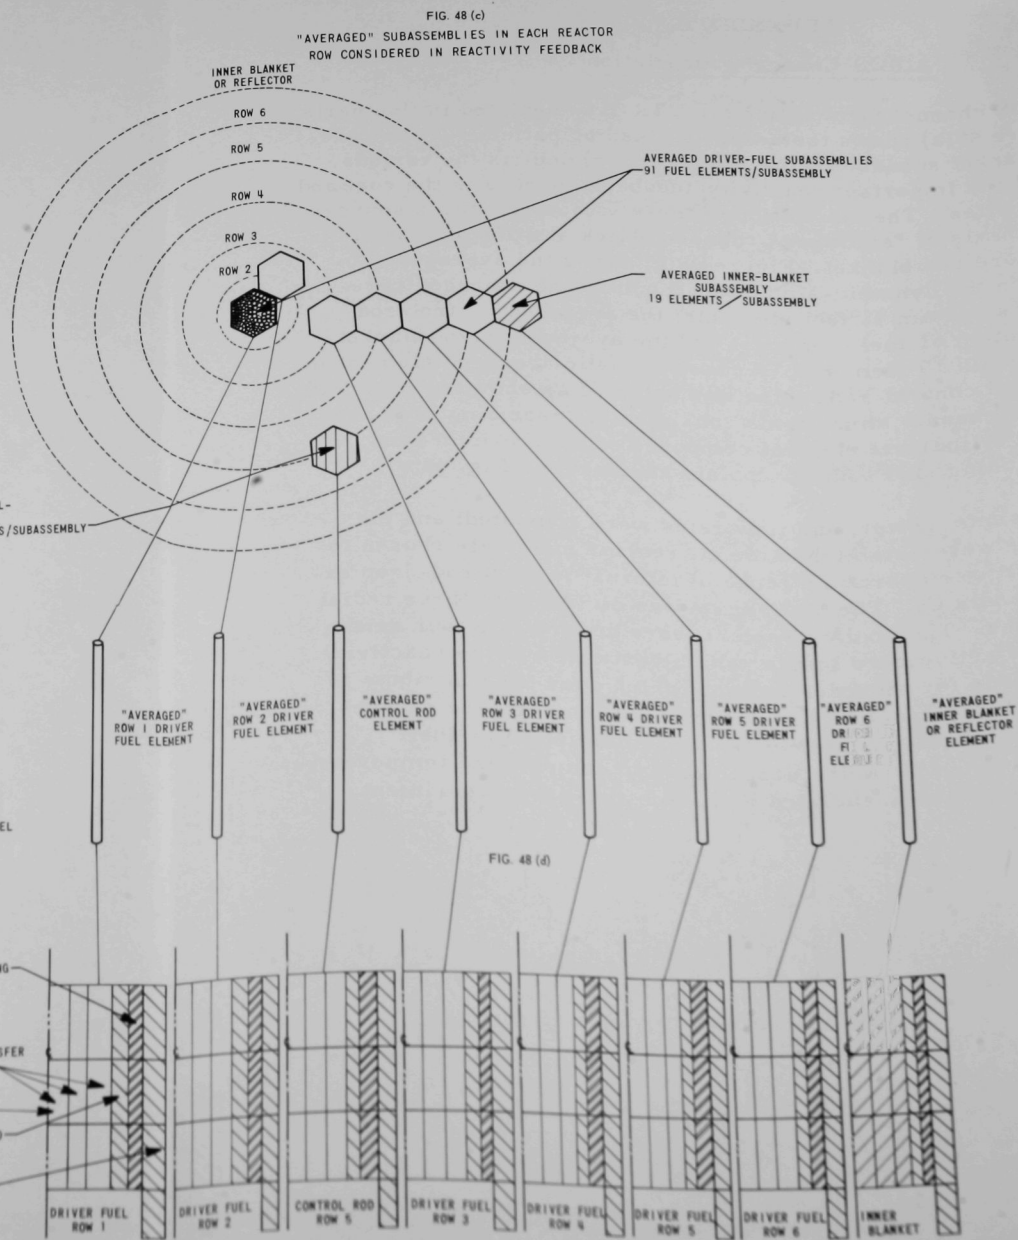 FIG. 48 (c)
"AVERAGED" SUBASSEMBLIES IN EACH REACTOR
ROW CONSIDERED IN REACTIVITY FEEDBACK
INNER BLANKET
OR REFLECTOR
ROW 6
ROW 5
ROW 4
ROW 3
ROW 2
AVERAGED DRIVER-FUEL SUBASSEMBLIES
91 FUEL ELEMENTS/SUBASSEMBLY
AVERAGED INNER-BLANKET
SUBASSEMBLY
19 ELEMENTS/SUBASSEMBLY
L-
S/SUBASSEMBLY
"AVERAGED"
ROW 1 DRIVER
FUEL ELEMENT
"AVERAGED"
ROW 2 DRIVER
FUEL ELEMENT
"AVERAGED"
CONTROL ROD
ELEMENT
"AVERAGED"
ROW 3 DRIVER
FUEL ELEMENT
"AVERAGED"
ROW 4 DRIVER
FUEL ELEMENT
"AVERAGED"
ROW 5 DRIVER
FUEL ELEMENT
"AVERAGED"
ROW 6
"AVERAGED"
INNER BLANKET
OR REFLECTOR
ELEMENT
EL
FIG. 48 (d)
NG
SFER
DRIVER FUEL
ROW 1
DRIVER FUEL
ROW 2
CONTROL ROD
ROW 5
DRIVER FUEL
ROW 3
DRIVER FUEL
ROW 4
DRIVER FUEL
ROW 5
DRIVER FUEL
ROW 6
INNER
BLANKET